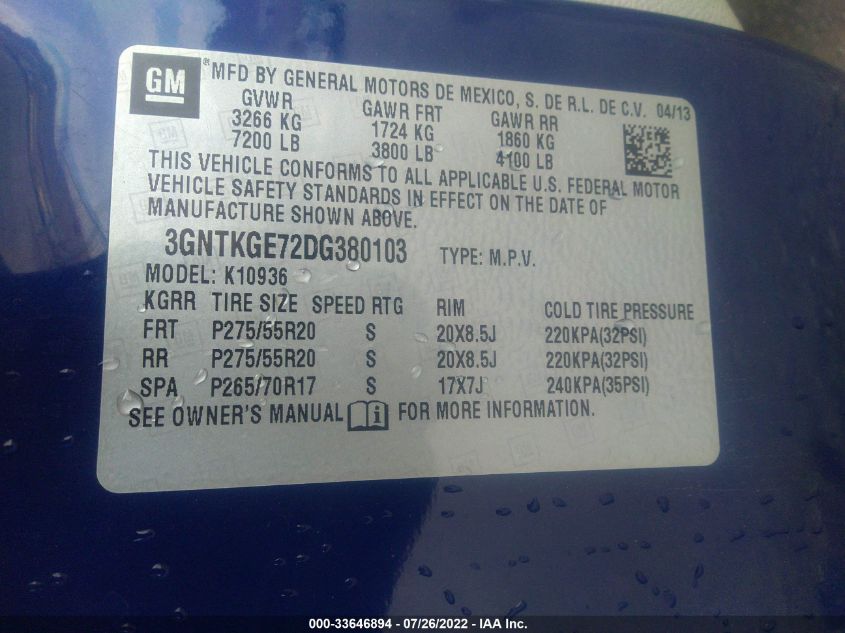 GM ® MFD BY GENERAL MOTORS DE MEXICO, S. DE R.L. DE C.V. 04/13
GVWR GAWR FRT GAWR RR
3266 KG 1724 KG 1860 KG
7200 LB 3800 LB 4100 LB
THIS VEHICLE CONFORMS TO ALL APPLICABLE U.S. FEDERAL MOTOR
VEHICLE SAFETY STANDARDS IN EFFECT ON THE DATE OF
MANUFACTURE SHOWN ABOVE.
3GNTKGE72DG380103 TYPE: M.P.V.
MODEL: K10936
KGRR TIRE SIZE SPEED RTG RIM COLD TIRE PRESSURE
FRT P275/55R20 S 20X8.5J 220KPA(32PSI)
RR P275/55R20 S 20X8.5J 220KPA(32PSI)
SPA P265/70R17 S 17X7J 240KPA(35PSI)
SEE OWNER'S MANUAL i FOR MORE INFORMATION.
000-33646894 - 07/26/2022 - IAA Inc.